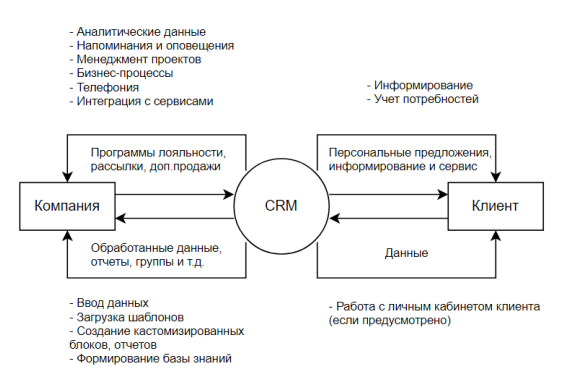 - Аналитические данные
- Напоминания и оповещения
- Менеджмент проектов
- Бизнес-процессы
- Телефония
- Интеграция с сервисами
- Информирование
- Учет потребностей
Программы лояльности,
рассылки, доп.продажи
Персональные предложения,
информирование и сервис
Компания
CRM
Клиент
Обработанные данные,
отчеты, группы и т.д.
Данные
- Ввод данных
- Загрузка шаблонов
- Создание кастомизированных
блоков, отчетов
- Формирование базы знаний
- Работа с личным кабинетом клиента
(если предусмотрено)